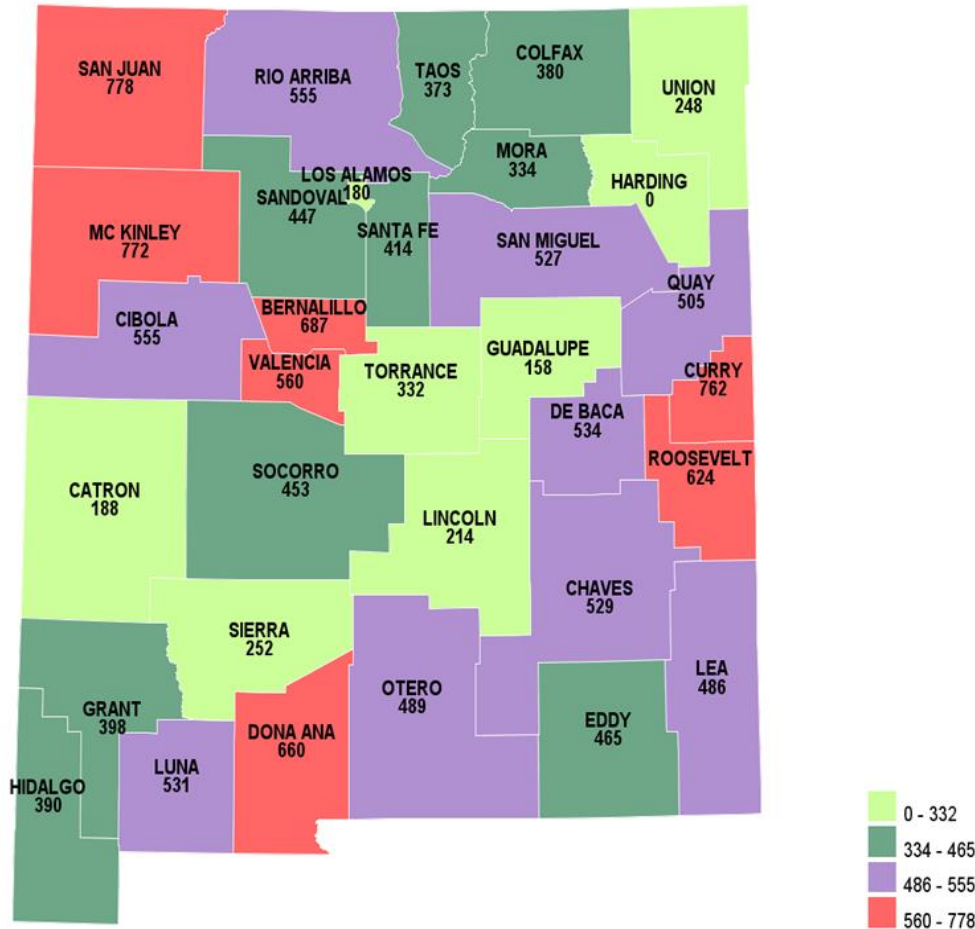 SAN JUAN
778
RIO ARRIBA
555
TAOS
373
COLFAX
380
UNION
248
MORA
334
HARDING
0
LOS ALAMOS
180
SANDOVAL
447
SANTA FE
414
SAN MIGUEL
527
MC KINLEY
772
QUAY
505
CIBOLA
555
BERNALILLO
687
VALENCIA
560
TORRANCE
332
GUADALUPE
158
CURRY
762
DE BACA
534
ROOSEVELT
624
CATRON
188
SOCORRO
453
LINCOLN
214
CHAVES
529
SIERRA
252
OTERO
489
LEA
486
GRANT
398
DONA ANA
660
EDDY
465
LUNA
531
HIDALGO
390
0 - 332
334 - 465
486 - 555
560 - 778